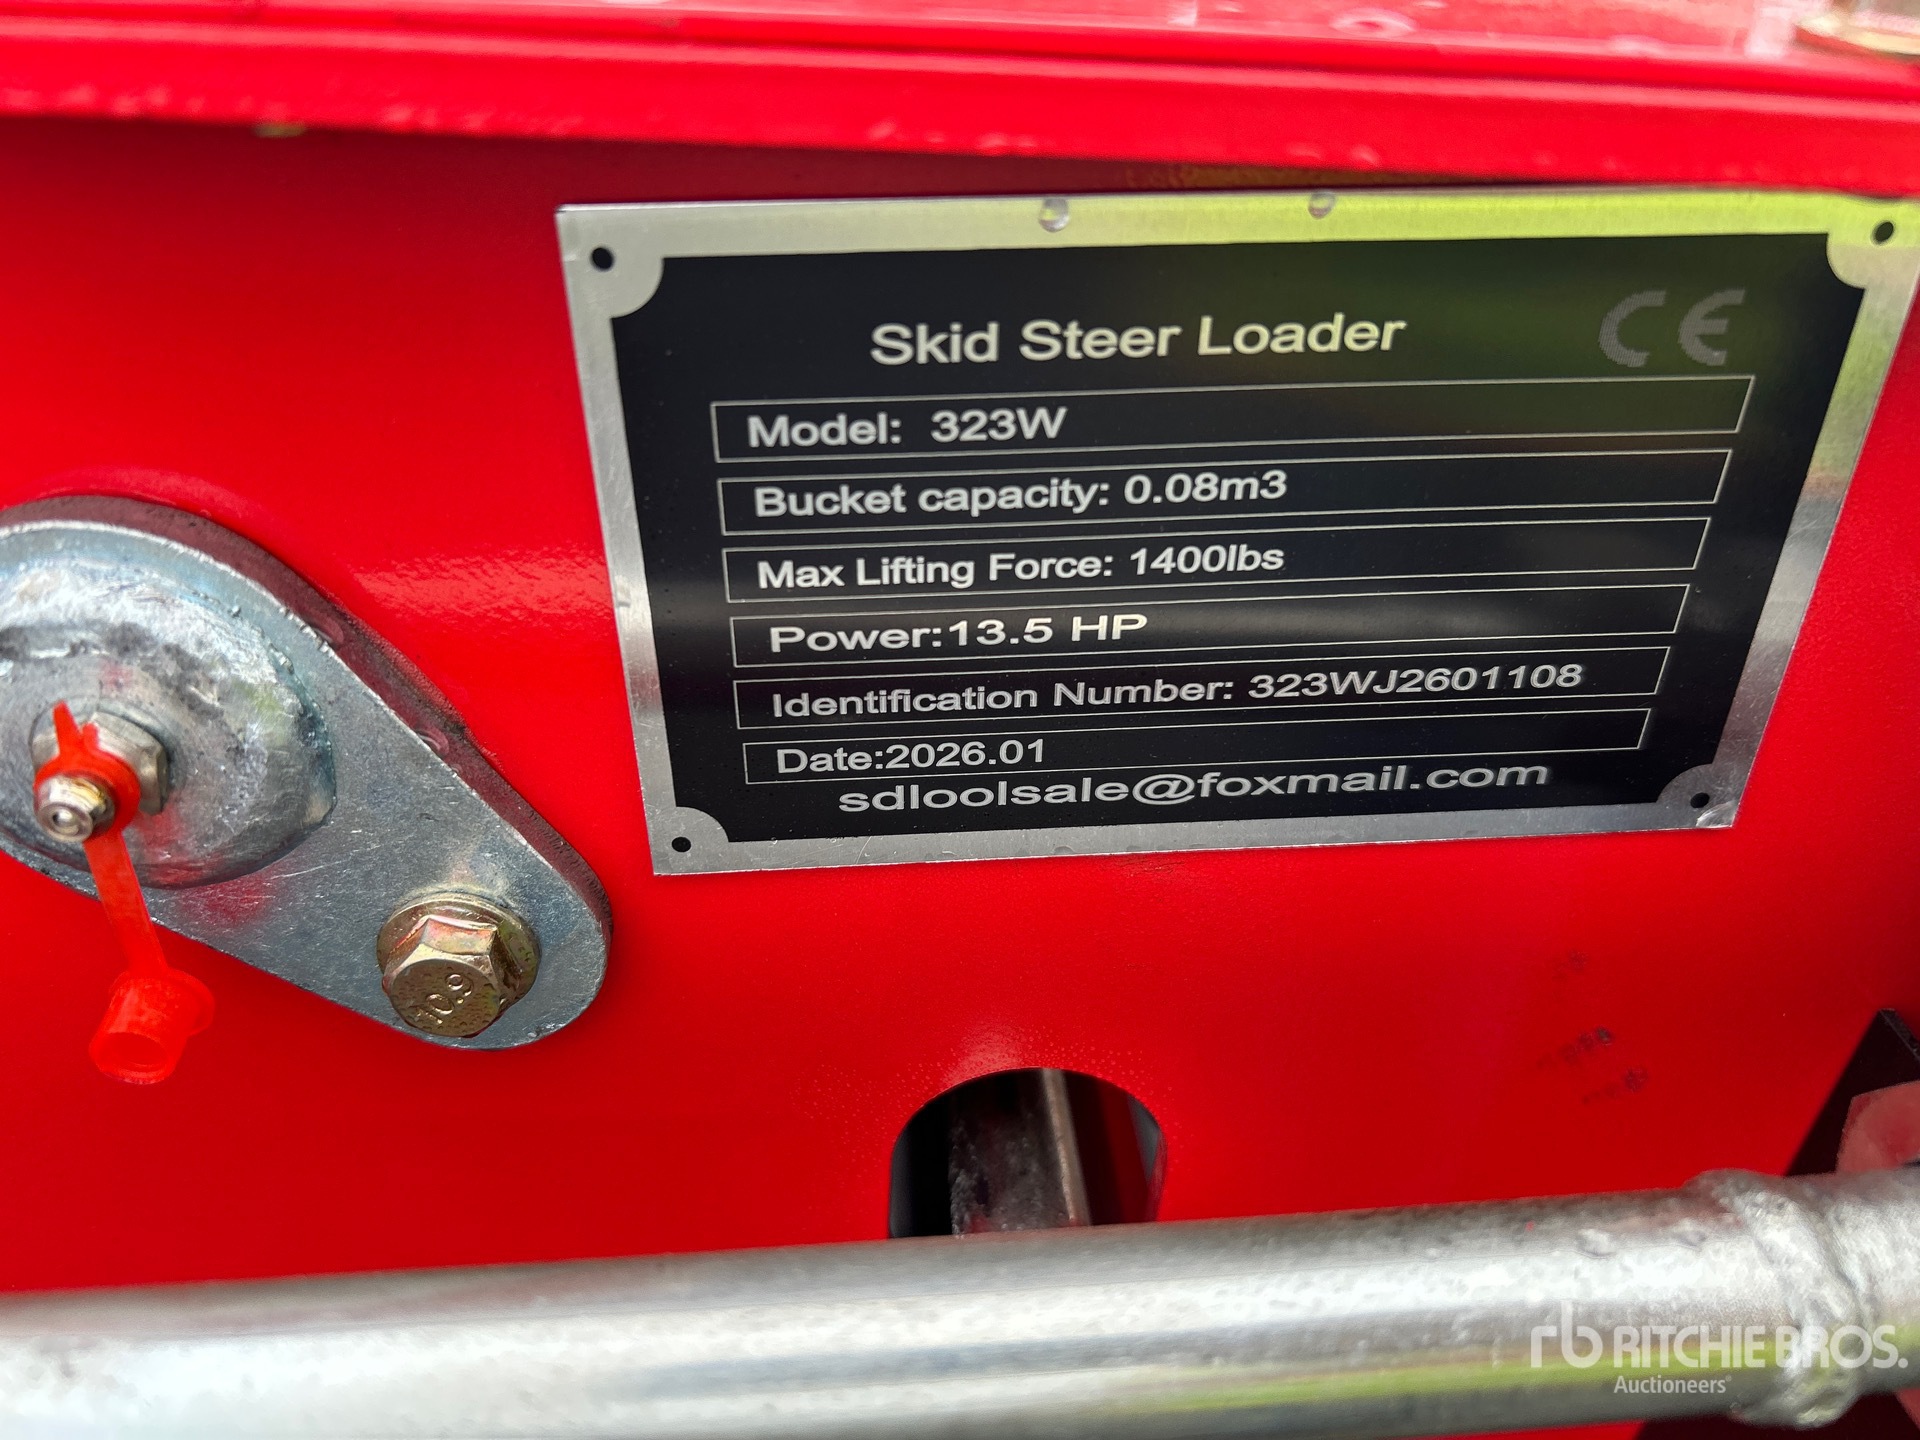 Skid Steer Loader
CE
Model: 323W
Bucket capacity: 0.08m3
Max Lifting Force: 1400lbs
Power:13.5 HP
Identification Number: 323WJ2601108
Date:2026.01
sdloolsale@foxmail.com
10.9
rb RITCHIE BROS.
Auctioneers